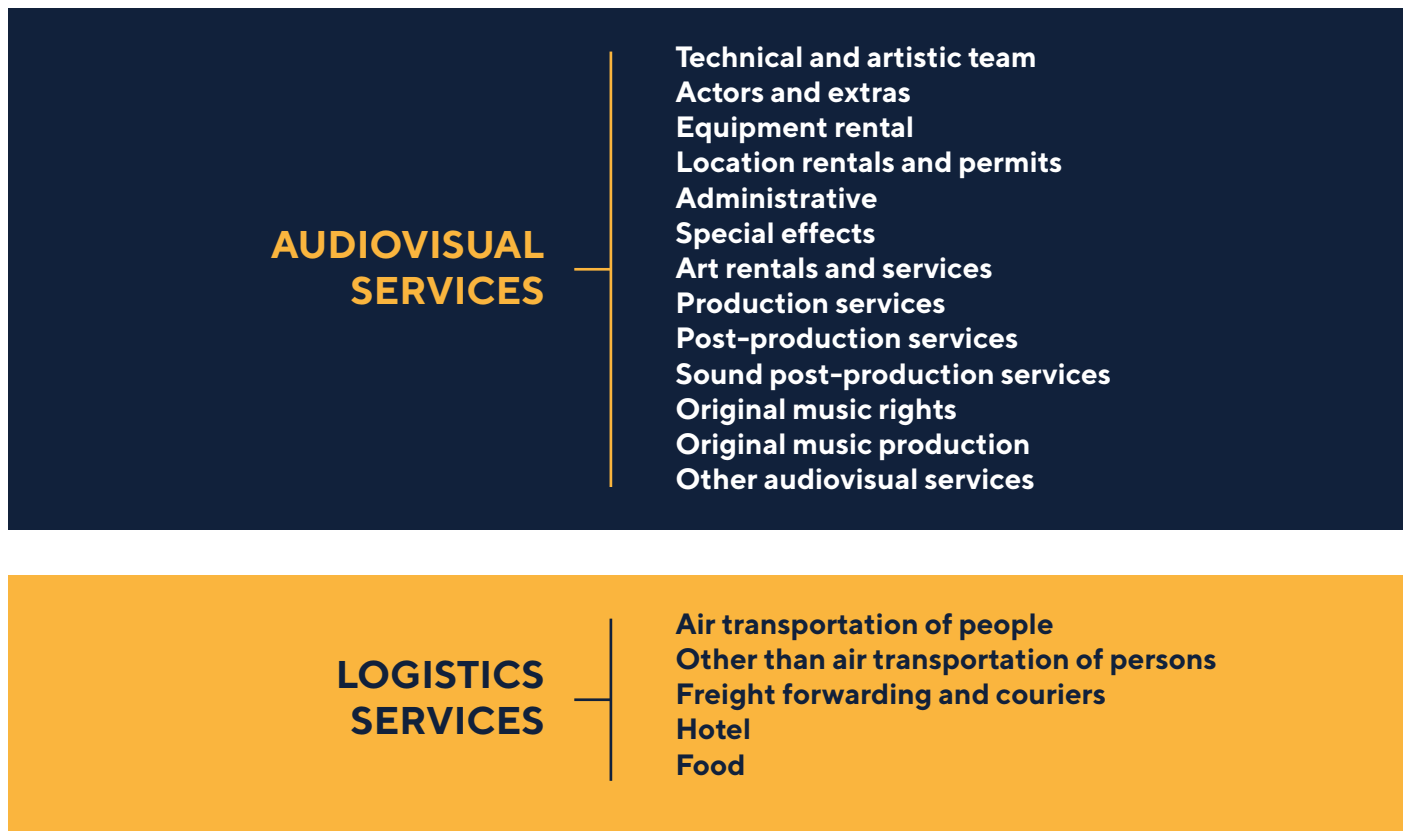 AUDIOVISUAL
SERVICES
Technical and artistic team
Actors and extras
Equipment rental
Location rentals and permits
Administrative
Special effects
Art rentals and services
Production services
Post-production services
Sound post-production services
Original music rights
Original music production
Other audiovisual services
LOGISTICS
SERVICES
Air transportation of people
Other than air transportation of persons
Freight forwarding and couriers
Hotel
Food